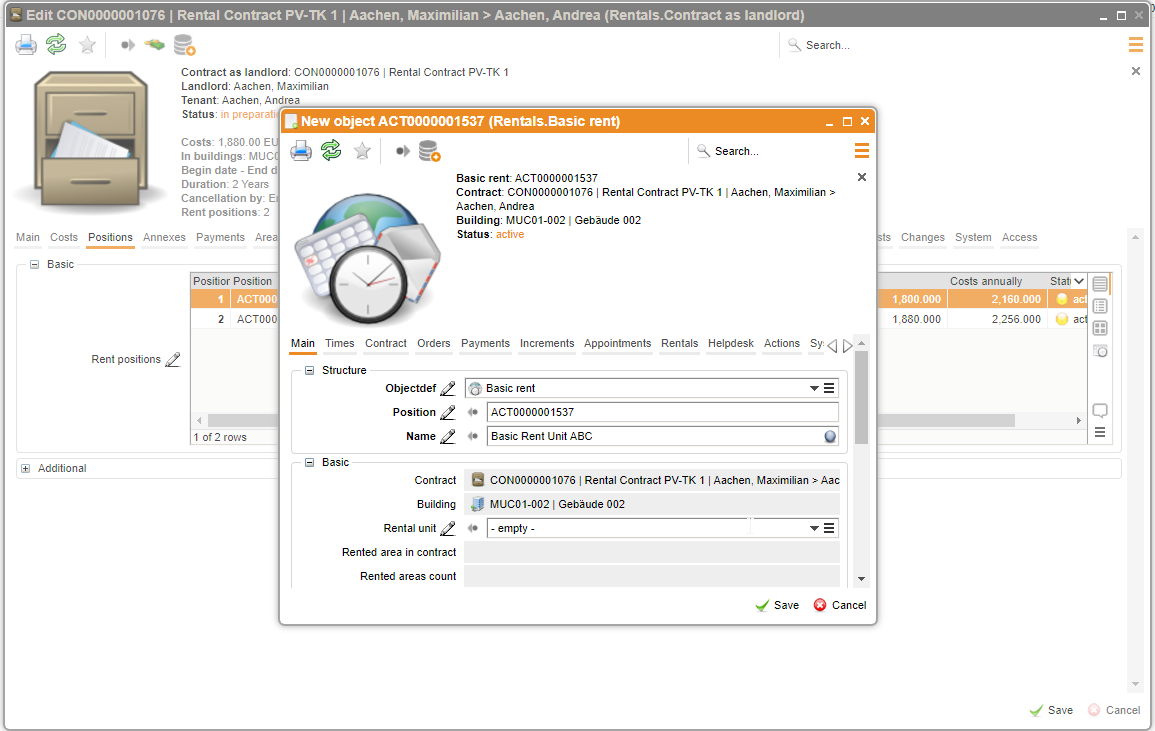 Edit CON0000001076 | Rental Contract PV-TK 1 | Aachen, Maximilian > Aachen, Andrea (Rentals.Contract as landlord)
Search...
Contract as landlord: CON0000001076 | Rental Contract PV-TK 1
Landlord: Aachen, Maximilian
Tenant: Aachen, Andrea
Status: in preparati
Costs: 1,880.00 EU
In buildings: MUC0
Begin date - End d
Duration: 2 Years
Cancellation by: E
Rent positions: 2
Main Costs Positions Annexes Payments Area
sts Changes System Access
Basic
Position Position
Costs annually Stat
1 ACT000
1,800.000 2,160.000 act
2 ACT000
1,880.000 2,256.000 act
Rent positions
1 of 2 rows
Additional
Save Cancel
New object ACT0000001537 (Rentals.Basic rent)
Search...
Basic rent: ACT0000001537
Contract: CON0000001076 | Rental Contract PV-TK 1 | Aachen, Maximilian >
Aachen, Andrea
Building: MUC01-002 | Gebäude 002
Status: active
Main Times Contract Orders Payments Increments Appointments Rentals Helpdesk Actions Sy
Structure
Objectdef Basic rent
Position ACT0000001537
Name Basic Rent Unit ABC
Basic
Contract CON0000001076 | Rental Contract PV-TK 1 | Aachen, Maximilian > Aac
Building MUC01-002 | Gebäude 002
Rental unit - empty -
Rented area in contract
Rented areas count
Save Cancel